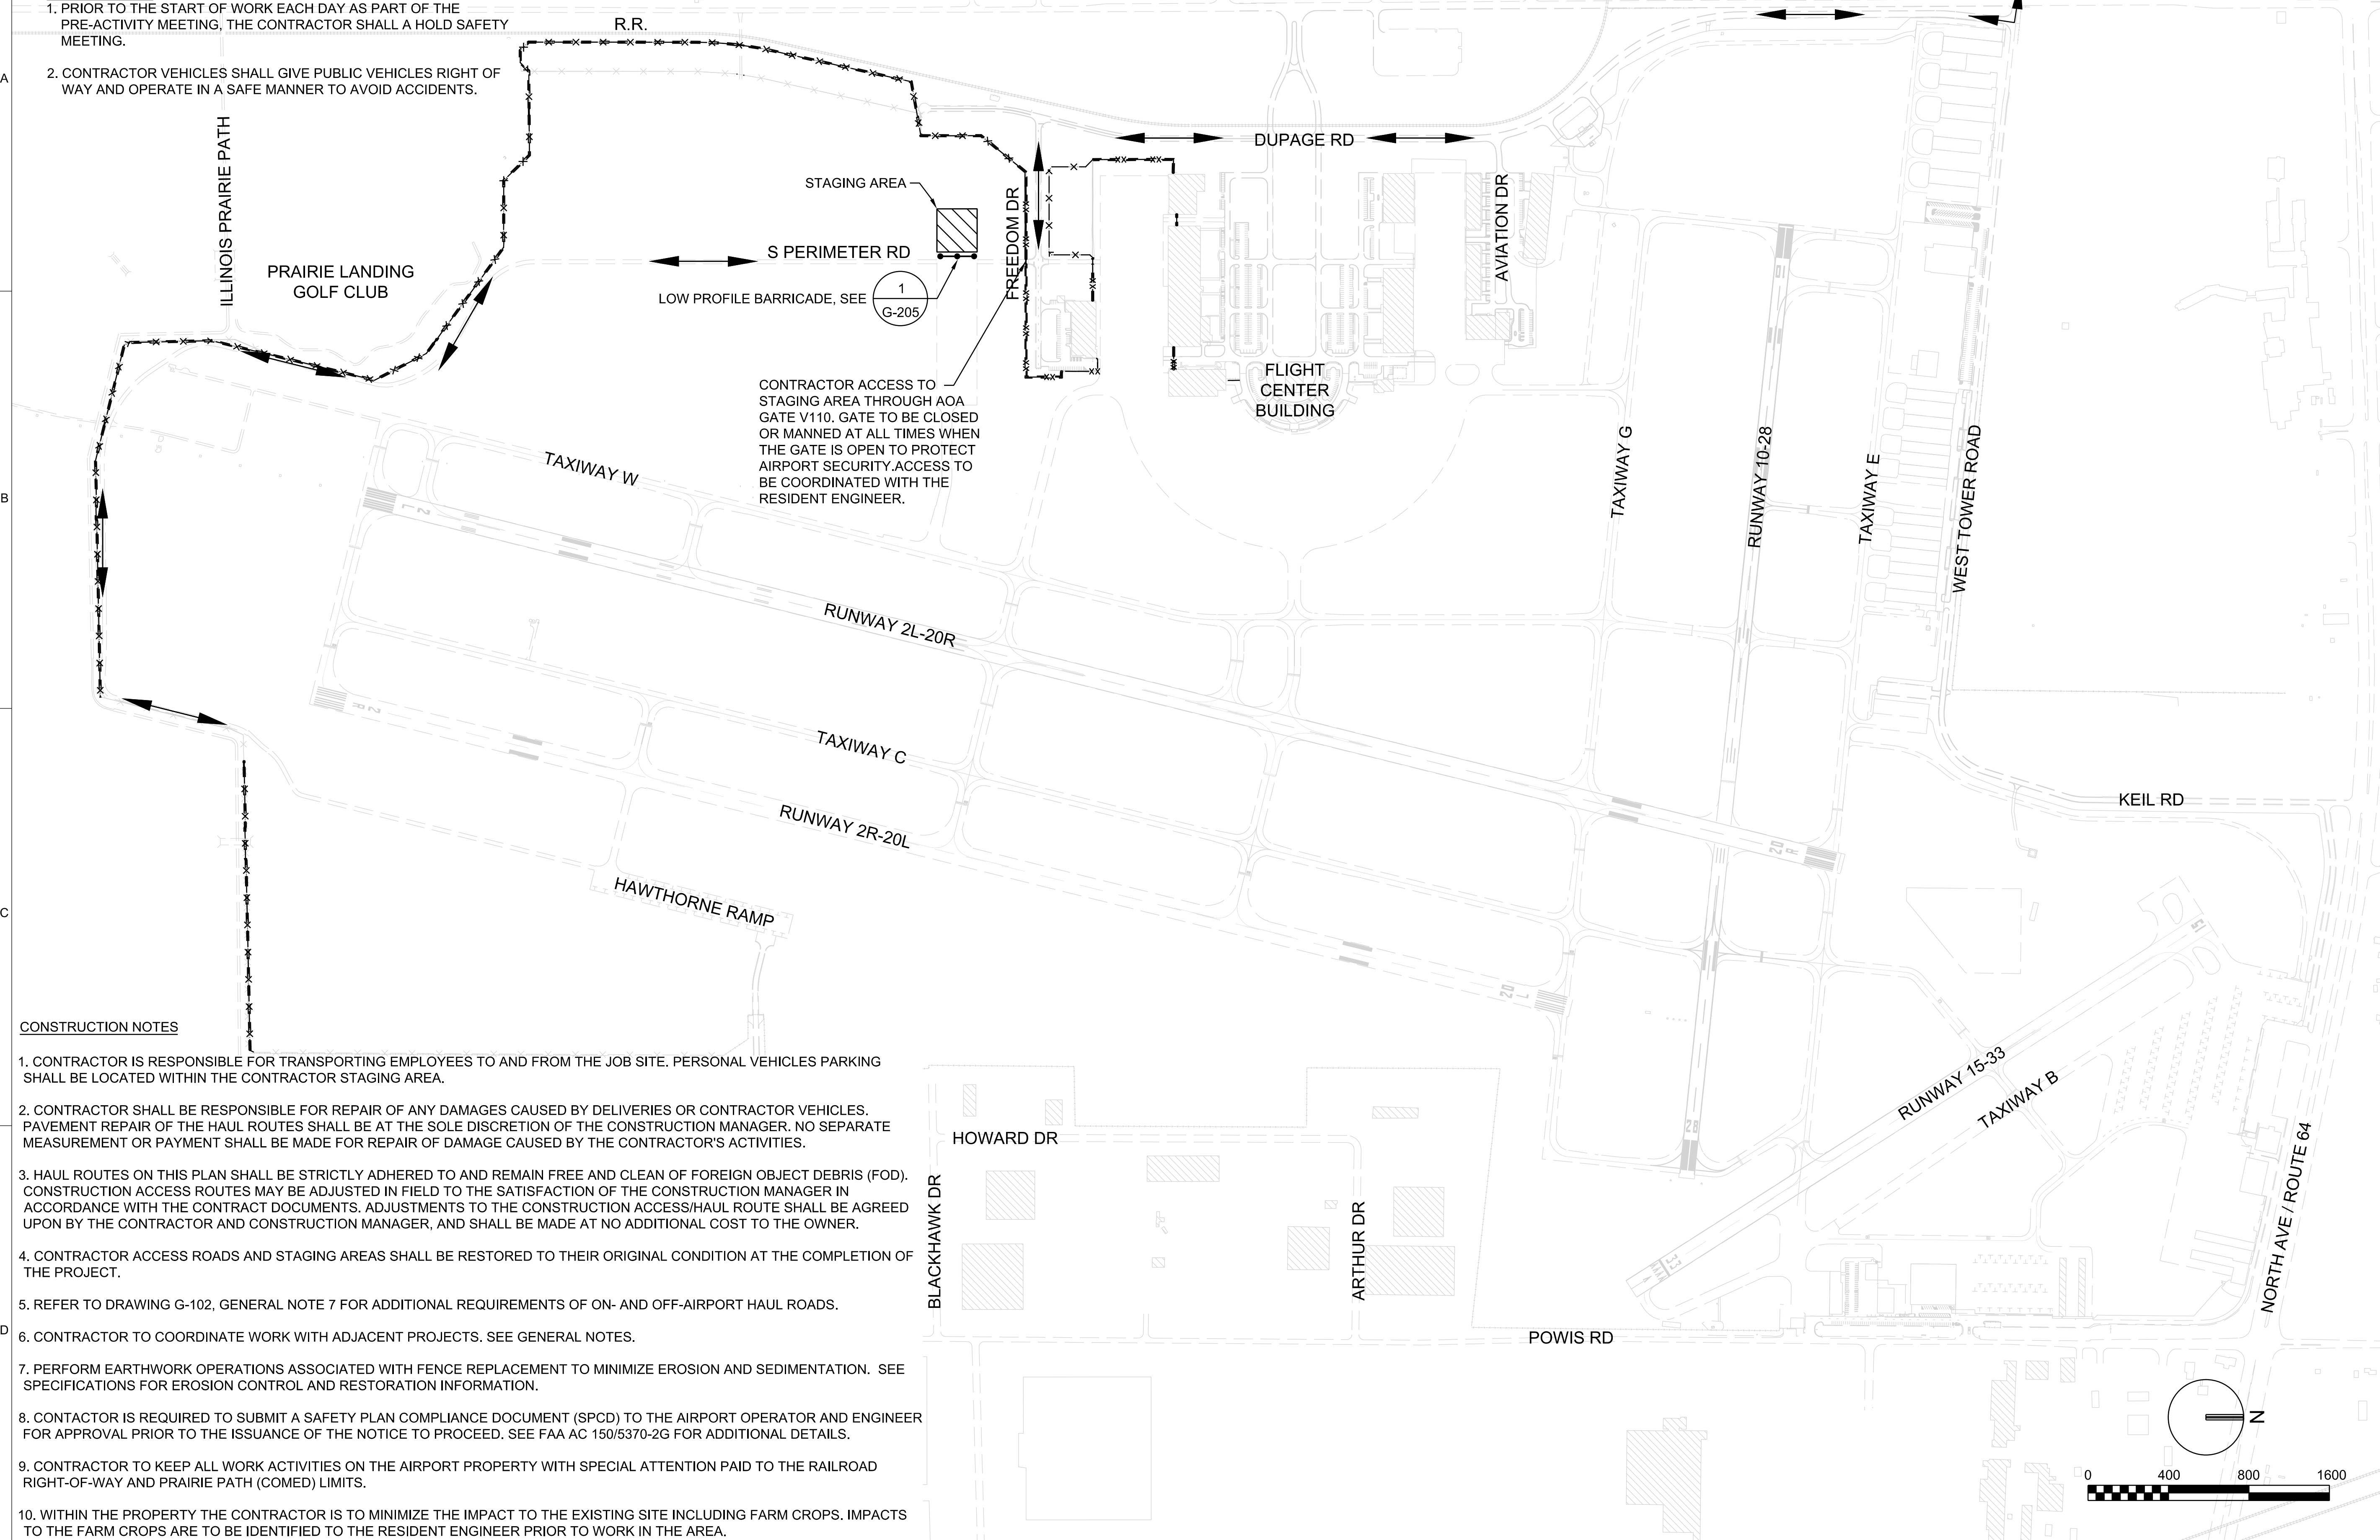 1. PRIOR TO THE START OF WORK EACH DAY AS PART OF THE
PRE-ACTIVITY MEETING, THE CONTRACTOR SHALL A HOLD SAFETY
MEETING.
2. CONTRACTOR VEHICLES SHALL GIVE PUBLIC VEHICLES RIGHT OF
WAY AND OPERATE IN A SAFE MANNER TO AVOID ACCIDENTS.
R.R.
A
ILLINOIS PRAIRIE PATH
PRAIRIE LANDING
GOLF CLUB
STAGING AREA
S PERIMETER RD
LOW PROFILE BARRICADE, SEE
1
G-205
FREEDOM DR
DUPAGE RD
AVIATION DR
FLIGHT
CENTER
BUILDING
CONTRACTOR ACCESS TO
STAGING AREA THROUGH AOA
GATE V110. GATE TO BE CLOSED
OR MANNED AT ALL TIMES WHEN
THE GATE IS OPEN TO PROTECT
AIRPORT SECURITY.ACCESS TO
BE COORDINATED WITH THE
RESIDENT ENGINEER.
B
TAXIWAY W
TAXIWAY G
RUNWAY 10-28
TAXIWAY E
WEST TOWER ROAD
2 L
10
RUNWAY 2L-20R
2 R
TAXIWAY C
RUNWAY 2R-20L
HAWTHORNE RAMP
KEIL RD
20 R
20 L
C
15
RUNWAY 15-33
TAXIWAY B
28
33
NORTH AVE / ROUTE 64
HOWARD DR
BLACKHAWK DR
ARTHUR DR
POWIS RD
D
CONSTRUCTION NOTES
1. CONTRACTOR IS RESPONSIBLE FOR TRANSPORTING EMPLOYEES TO AND FROM THE JOB SITE. PERSONAL VEHICLES PARKING
SHALL BE LOCATED WITHIN THE CONTRACTOR STAGING AREA.
2. CONTRACTOR SHALL BE RESPONSIBLE FOR REPAIR OF ANY DAMAGES CAUSED BY DELIVERIES OR CONTRACTOR VEHICLES.
PAVEMENT REPAIR OF THE HAUL ROUTES SHALL BE AT THE SOLE DISCRETION OF THE CONSTRUCTION MANAGER. NO SEPARATE
MEASUREMENT OR PAYMENT SHALL BE MADE FOR REPAIR OF DAMAGE CAUSED BY THE CONTRACTOR'S ACTIVITIES.
3. HAUL ROUTES ON THIS PLAN SHALL BE STRICTLY ADHERED TO AND REMAIN FREE AND CLEAN OF FOREIGN OBJECT DEBRIS (FOD).
CONSTRUCTION ACCESS ROUTES MAY BE ADJUSTED IN FIELD TO THE SATISFACTION OF THE CONSTRUCTION MANAGER IN
ACCORDANCE WITH THE CONTRACT DOCUMENTS. ADJUSTMENTS TO THE CONSTRUCTION ACCESS/HAUL ROUTE SHALL BE AGREED
UPON BY THE CONTRACTOR AND CONSTRUCTION MANAGER, AND SHALL BE MADE AT NO ADDITIONAL COST TO THE OWNER.
4. CONTRACTOR ACCESS ROADS AND STAGING AREAS SHALL BE RESTORED TO THEIR ORIGINAL CONDITION AT THE COMPLETION OF
THE PROJECT.
5. REFER TO DRAWING G-102, GENERAL NOTE 7 FOR ADDITIONAL REQUIREMENTS OF ON- AND OFF-AIRPORT HAUL ROADS.
6. CONTRACTOR TO COORDINATE WORK WITH ADJACENT PROJECTS. SEE GENERAL NOTES.
7. PERFORM EARTHWORK OPERATIONS ASSOCIATED WITH FENCE REPLACEMENT TO MINIMIZE EROSION AND SEDIMENTATION. SEE
SPECIFICATIONS FOR EROSION CONTROL AND RESTORATION INFORMATION.
8. CONTACTOR IS REQUIRED TO SUBMIT A SAFETY PLAN COMPLIANCE DOCUMENT (SPCD) TO THE AIRPORT OPERATOR AND ENGINEER
FOR APPROVAL PRIOR TO THE ISSUANCE OF THE NOTICE TO PROCEED. SEE FAA AC 150/5370-2G FOR ADDITIONAL DETAILS.
9. CONTRACTOR TO KEEP ALL WORK ACTIVITIES ON THE AIRPORT PROPERTY WITH SPECIAL ATTENTION PAID TO THE RAILROAD
RIGHT-OF-WAY AND PRAIRIE PATH (COMED) LIMITS.
10. WITHIN THE PROPERTY THE CONTRACTOR IS TO MINIMIZE THE IMPACT TO THE EXISTING SITE INCLUDING FARM CROPS. IMPACTS
TO THE FARM CROPS ARE TO BE IDENTIFIED TO THE RESIDENT ENGINEER PRIOR TO WORK IN THE AREA.
N
0 400 800 1600